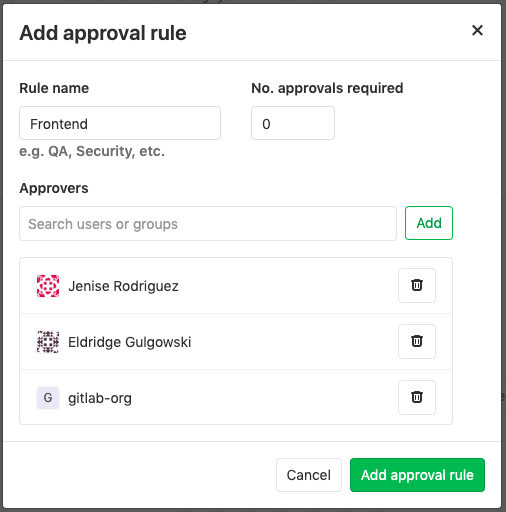 Add approval rule
Rule name
No. approvals required
Frontend
0
e.g. QA, Security, etc.
Approvers
Search users or groups
Add
Jenise Rodriguez
Eldridge Gulgowski
G gitlab-org
Cancel
Add approval rule